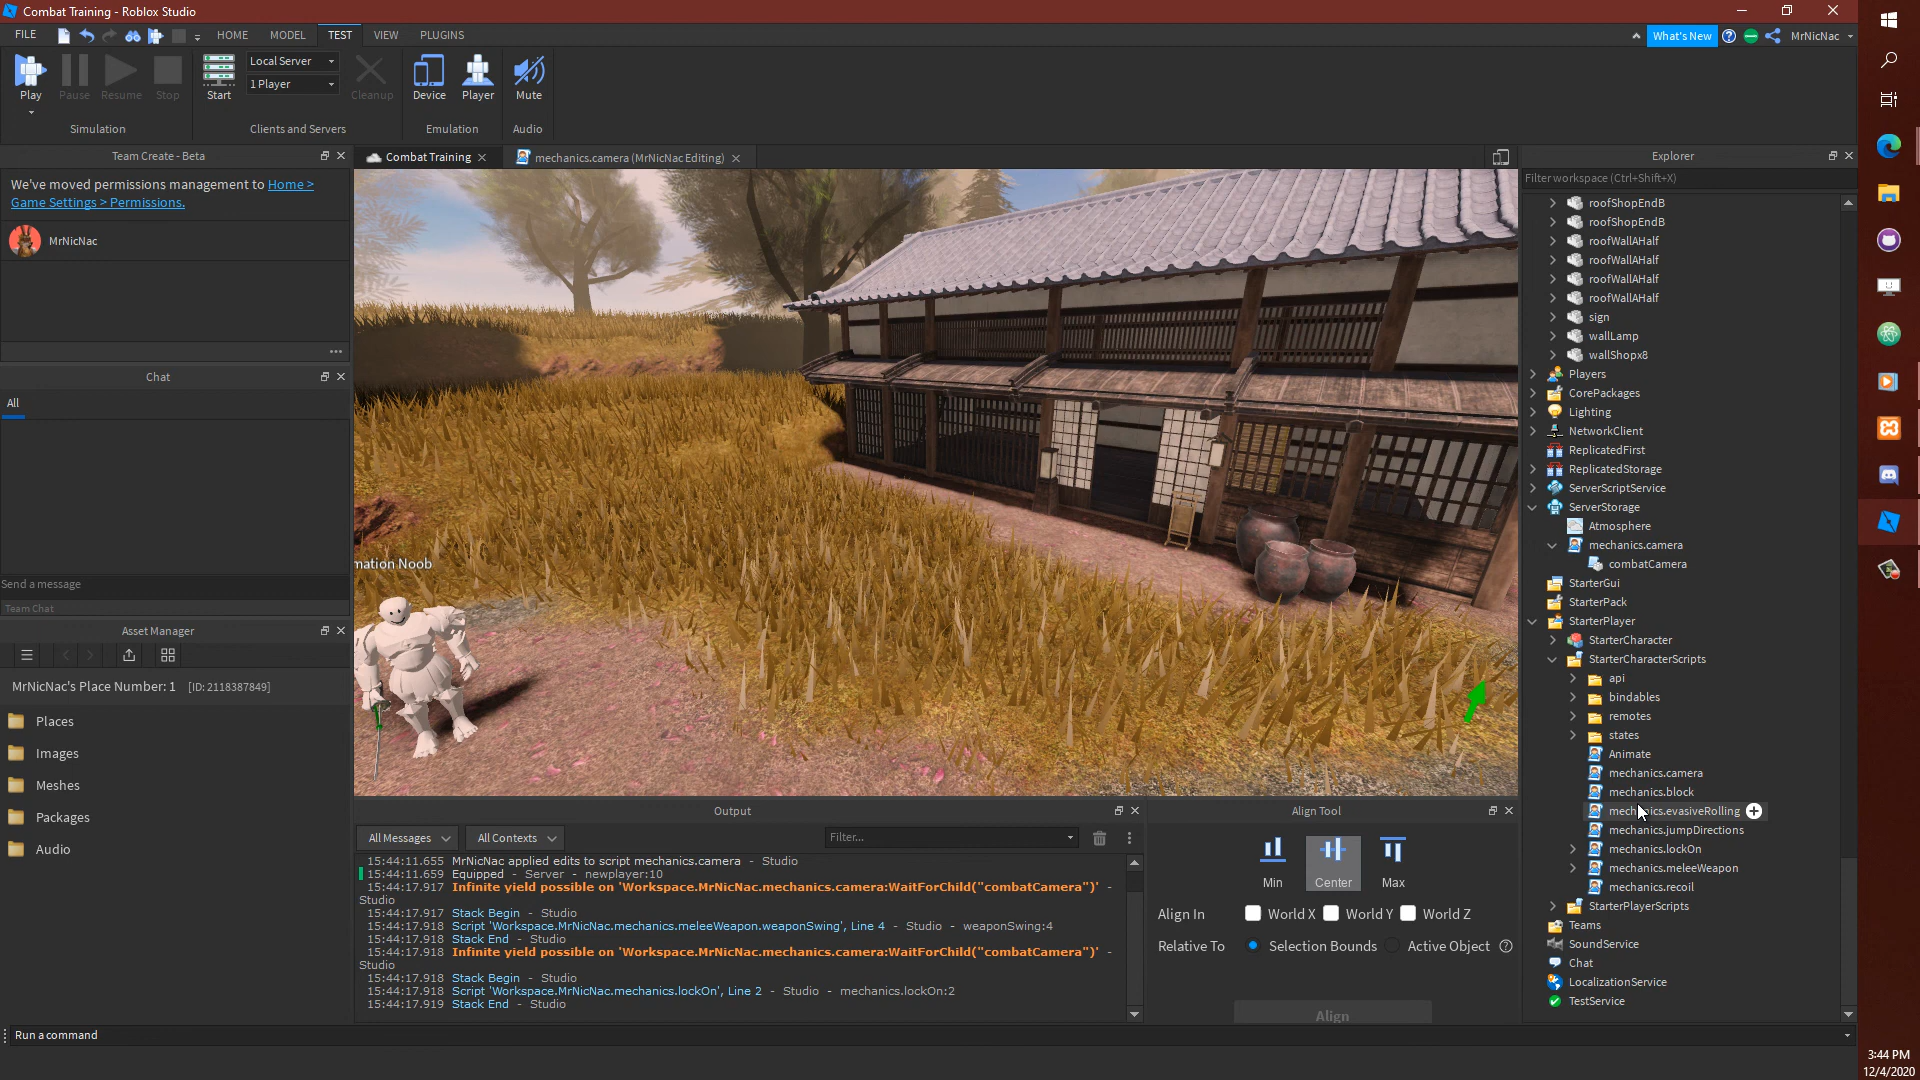 Combat Training - Roblox Studio
FILE
HOME
MODEL
TEST
VIEW
PLUGINS
What's New
MrNicNac
Play
Pause
Resume
Stop
Simulation
Start
Local Server
1 Player
Cleanup
Clients and Servers
Device
Player
Emulation
Mute
Audio
Team Create - Beta
We've moved permissions management to Home >
Game Settings > Permissions.
MrNicNac
Chat
All
Send a message
Team Chat
Asset Manager
MrNicNac's Place Number: 1 [ID: 2118387849]
Places
Images
Meshes
Packages
Audio
Combat Training
mechanics.camera (MrNicNac Editing)
mation Noob
Output
All Messages
All Contexts
Filter...
15:44:11.655 MrNicNac applied edits to script mechanics.camera - Studio
15:44:11.659 Equipped - Server - newplayer:10
15:44:17.917 Infinite yield possible on 'Workspace.MrNicNac.mechanics.camera:WaitForChild("combatCamera")' -
Studio
15:44:17.917 Stack Begin - Studio
15:44:17.918 Script 'Workspace.MrNicNac.mechanics.meleeWeapon.weaponSwing', Line 4 - Studio - weaponSwing:4
15:44:17.918 Stack End - Studio
15:44:17.918 Infinite yield possible on 'Workspace.MrNicNac.mechanics.camera:WaitForChild("combatCamera")' -
Studio
15:44:17.918 Stack Begin - Studio
15:44:17.918 Script 'Workspace.MrNicNac.mechanics.lockOn', Line 2 - Studio - mechanics.lockOn:2
15:44:17.919 Stack End - Studio
Align Tool
Min
Center
Max
Align In
World X
World Y
World Z
Relative To
Selection Bounds
Active Object
Align
Explorer
Filter workspace (Ctrl+Shift+X)
roofShopEndB
roofShopEndB
roofWallAHalf
roofWallAHalf
roofWallAHalf
roofWallAHalf
sign
wallLamp
wallShopx8
Players
CorePackages
Lighting
NetworkClient
ReplicatedFirst
ReplicatedStorage
ServerScriptService
ServerStorage
Atmosphere
mechanics.camera
combatCamera
StarterGui
StarterPack
StarterPlayer
StarterCharacter
StarterCharacterScripts
api
bindables
remotes
states
Animate
mechanics.camera
mechanics.block
mechanics.evasiveRolling
mechanics.jumpDirections
mechanics.lockOn
mechanics.meleeWeapon
mechanics.recoil
StarterPlayerScripts
Teams
SoundService
Chat
LocalizationService
TestService
Run a command
3:44 PM
12/4/2020